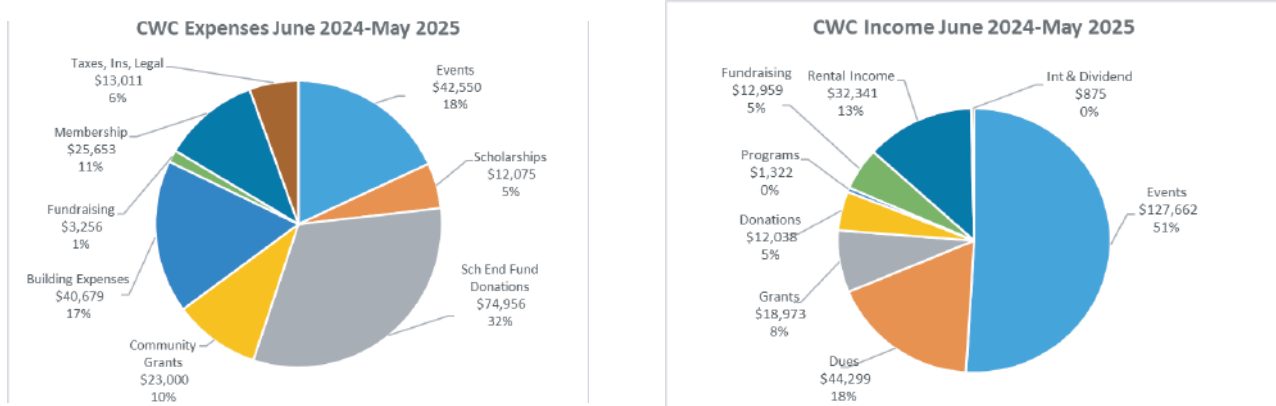 CWC Expenses June 2024-May 2025
Taxes, Ins, Legal
$13,011
6%
Events
$42,550
18%
Membership
$25,653
11%
Scholarships
$12,075
5%
Fundraising
$3,256
1%
Building Expenses
$40,679
17%
Sch End Fund
Donations
$74,956
32%
Community
Grants
$23,000
10%
CWC Income June 2024-May 2025
Fundraising
$12,959
5%
Rental Income
$32,341
13%
Int & Dividend
$875
0%
Programs
$1,322
0%
Events
$127,662
51%
Donations
$12,038
5%
Grants
$18,973
8%
Dues
$44,299
18%